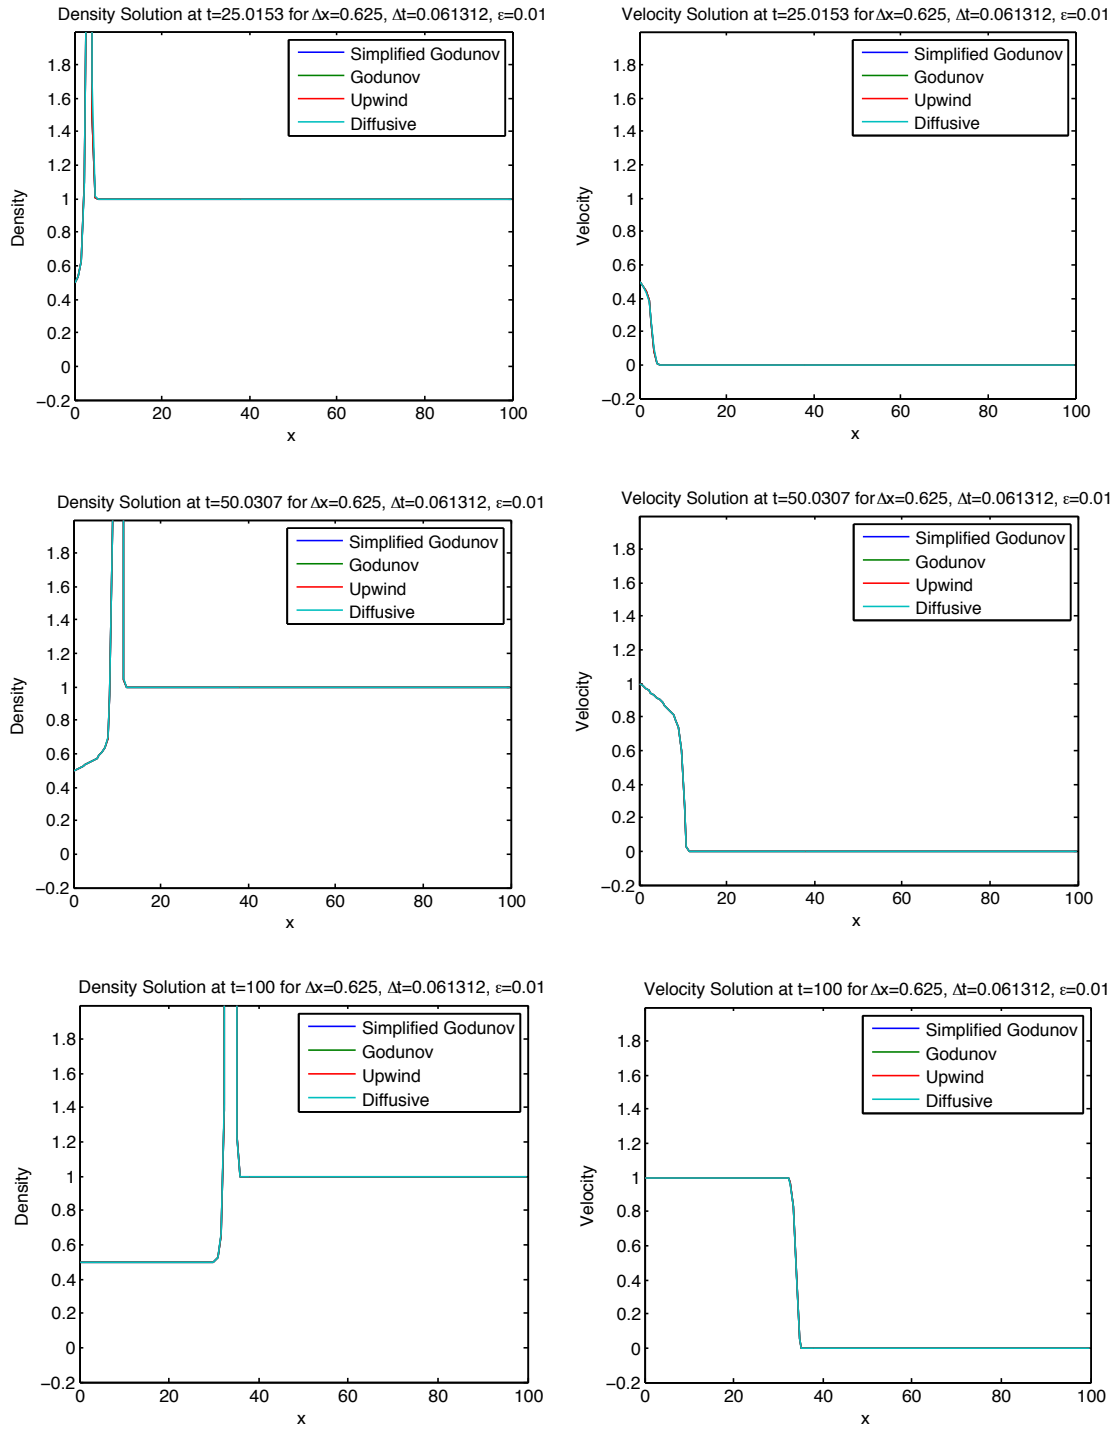 Density Solution at t=25.0153 for Δx=0.625, Δt=0.061312, ε=0.01
1.8
1.6
1.4
1.2
1
0.8
0.6
0.4
0.2
0
−0.2
0 20 40 60 80 100
x
Density
Simplified Godunov
Godunov
Upwind
Diffusive
Velocity Solution at t=25.0153 for Δx=0.625, Δt=0.061312, ε=0.01
1.8
1.6
1.4
1.2
1
0.8
0.6
0.4
0.2
0
−0.2
0 20 40 60 80 100
x
Velocity
Simplified Godunov
Godunov
Upwind
Diffusive
Density Solution at t=50.0307 for Δx=0.625, Δt=0.061312, ε=0.01
1.8
1.6
1.4
1.2
1
0.8
0.6
0.4
0.2
0
−0.2
0 20 40 60 80 100
x
Density
Simplified Godunov
Godunov
Upwind
Diffusive
Velocity Solution at t=50.0307 for Δx=0.625, Δt=0.061312, ε=0.01
1.8
1.6
1.4
1.2
1
0.8
0.6
0.4
0.2
0
−0.2
0 20 40 60 80 100
x
Velocity
Simplified Godunov
Godunov
Upwind
Diffusive
Density Solution at t=100 for Δx=0.625, Δt=0.061312, ε=0.01
1.8
1.6
1.4
1.2
1
0.8
0.6
0.4
0.2
0
−0.2
0 20 40 60 80 100
x
Density
Simplified Godunov
Godunov
Upwind
Diffusive
Velocity Solution at t=100 for Δx=0.625, Δt=0.061312, ε=0.01
1.8
1.6
1.4
1.2
1
0.8
0.6
0.4
0.2
0
−0.2
0 20 40 60 80 100
x
Velocity
Simplified Godunov
Godunov
Upwind
Diffusive